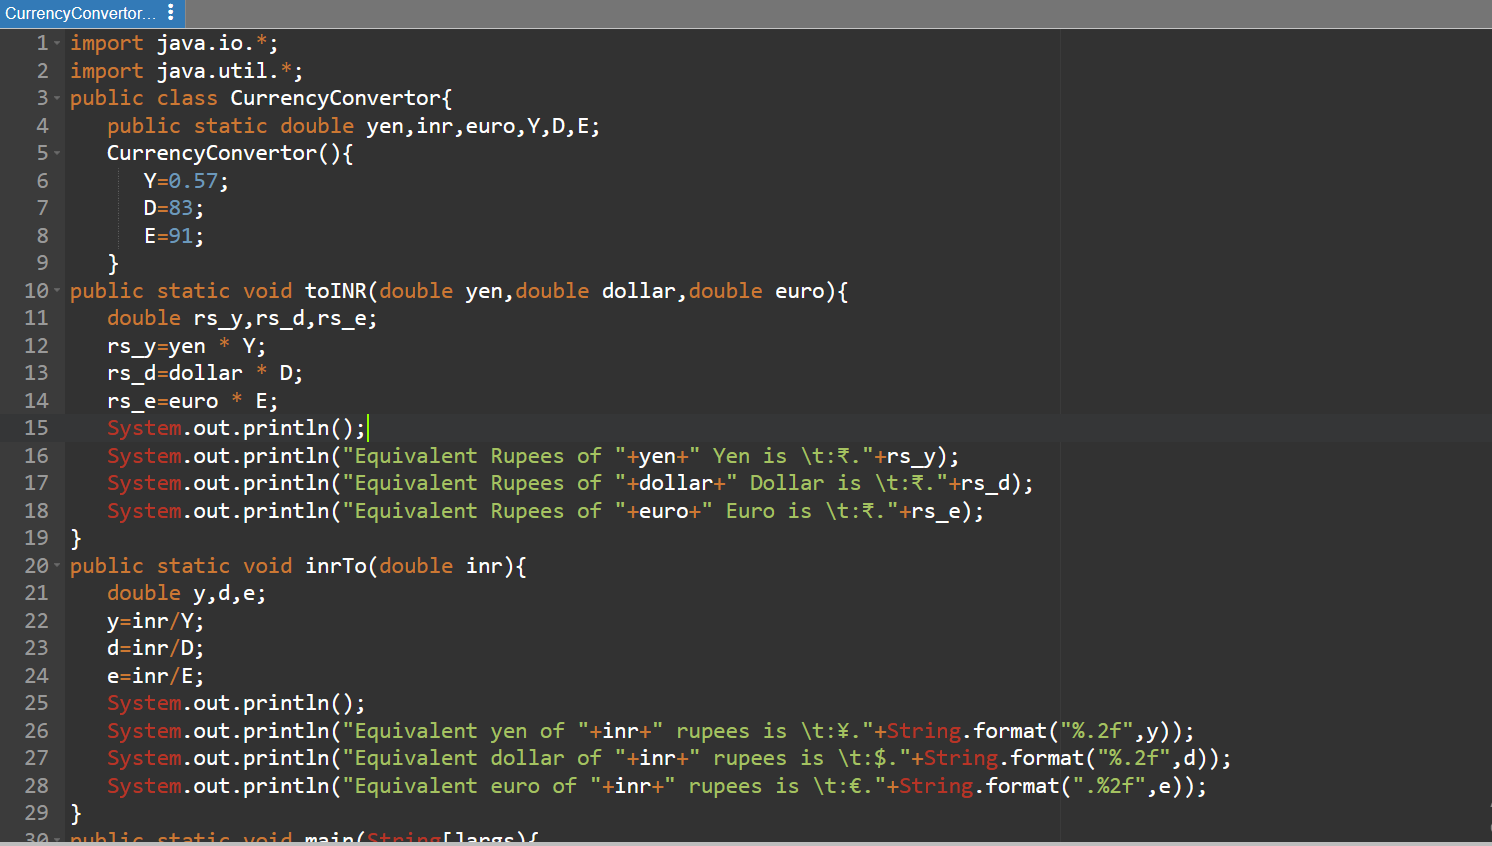 CurrencyConvertor...
1 import java.io.*;
2 import java.util.*;
3 public class CurrencyConvertor{
4 public static double yen,inr,euro,Y,D,E;
5 CurrencyConvertor(){
6 Y=0.57;
7 D=83;
8 E=91;
9 }
10 public static void toINR(double yen,double dollar,double euro){
11 double rs_y,rs_d,rs_e;
12 rs_y=yen * Y;
13 rs_d=dollar * D;
14 rs_e=euro * E;
15 System.out.println();
16 System.out.println("Equivalent Rupees of "+yen+" Yen is \t:₹."+rs_y);
17 System.out.println("Equivalent Rupees of "+dollar+" Dollar is \t:₹."+rs_d);
18 System.out.println("Equivalent Rupees of "+euro+" Euro is \t:₹."+rs_e);
19 }
20 public static void inrTo(double inr){
21 double y,d,e;
22 y=inr/Y;
23 d=inr/D;
24 e=inr/E;
25 System.out.println();
26 System.out.println("Equivalent yen of "+inr+" rupees is \t:¥."+String.format("%.2f",y));
27 System.out.println("Equivalent dollar of "+inr+" rupees is \t:$."+String.format("%.2f",d));
28 System.out.println("Equivalent euro of "+inr+" rupees is \t:€."+String.format(".%2f",e));
29 }
30 public static void main(String[]args){